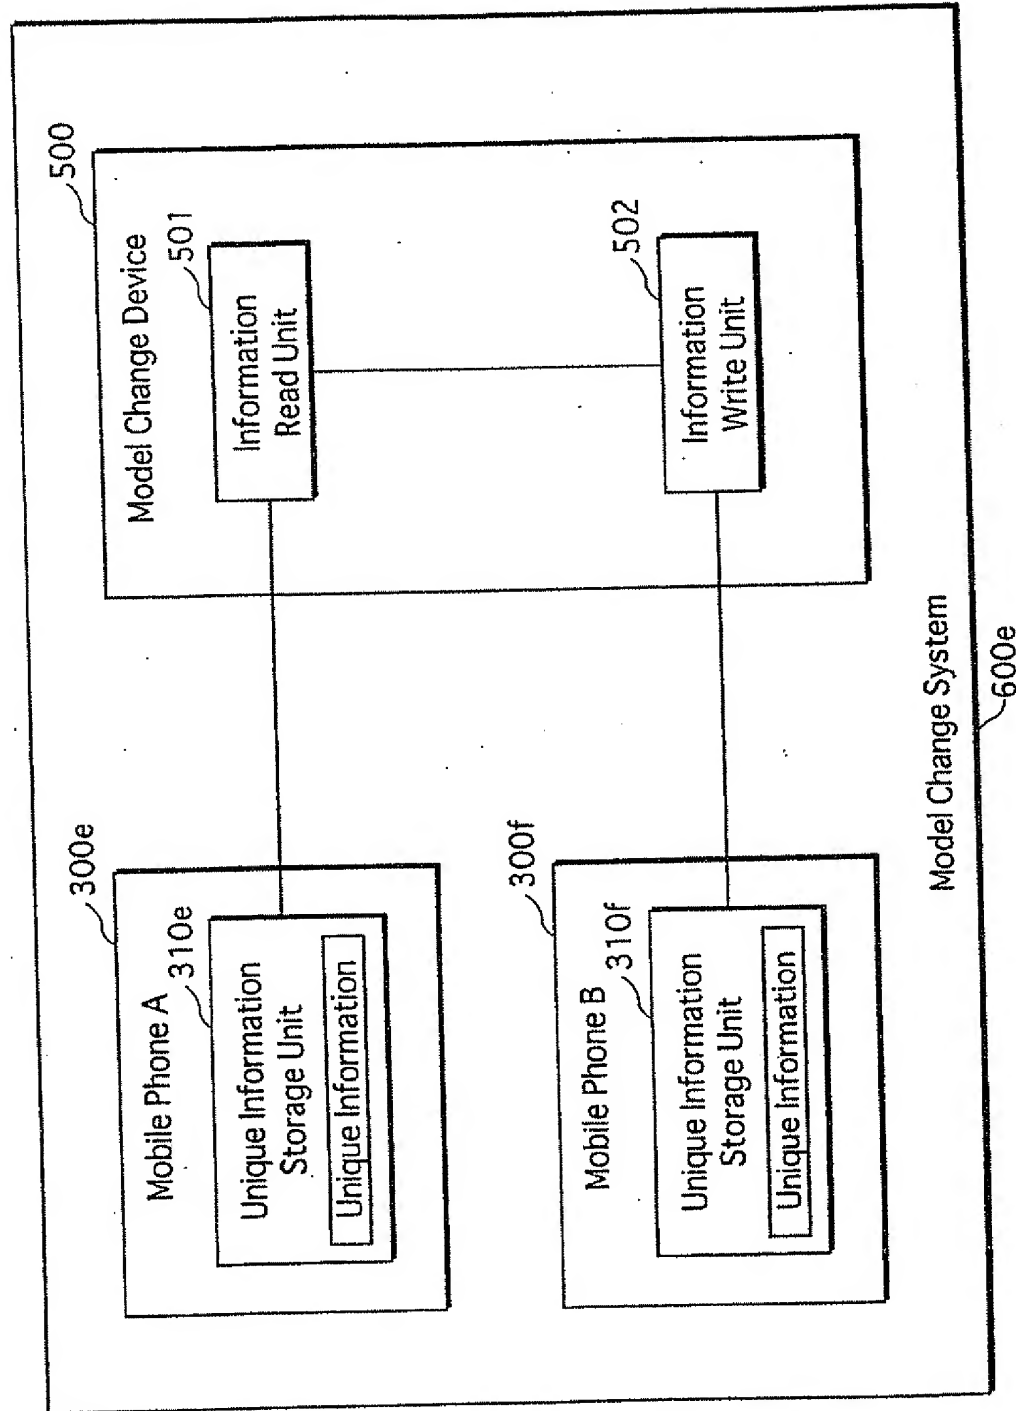 Mobile Phone A
300e
Unique Information
Storage Unit
310e
Unique Information
Mobile Phone B
300f
Unique Information
Storage Unit
310f
Unique Information
Model Change Device
500
Information
Read Unit
501
Information
Write Unit
502
Model Change System
600e